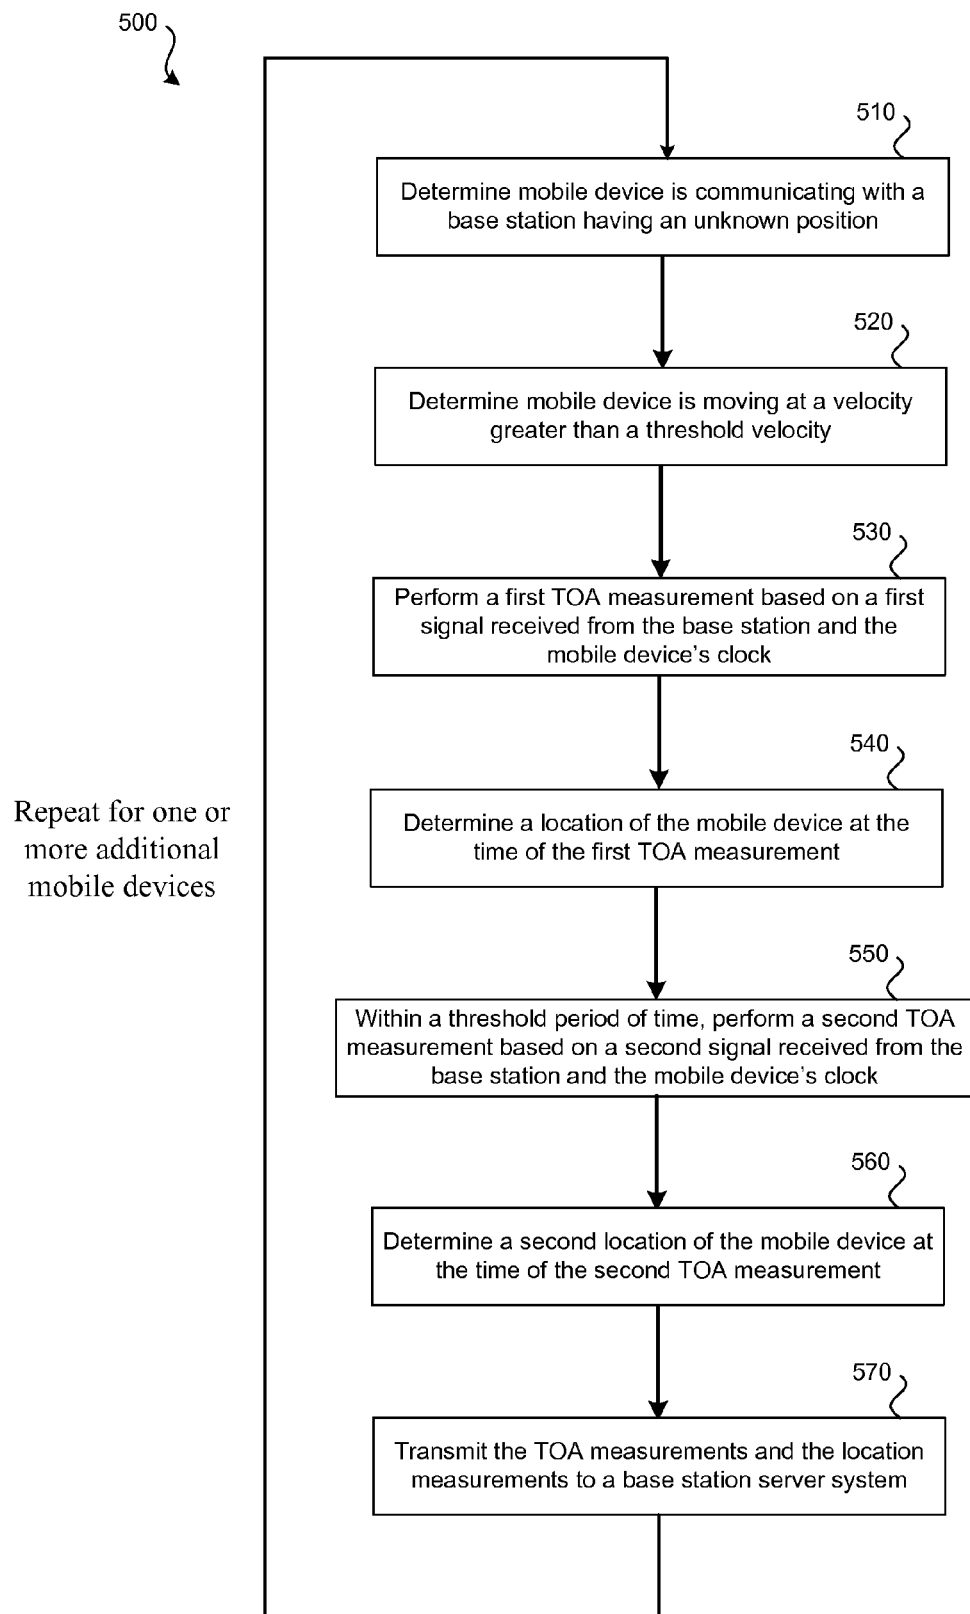 500
510
Determine mobile device is communicating with a
base station having an unknown position
520
Determine mobile device is moving at a velocity
greater than a threshold velocity
530
Perform a first TOA measurement based on a first
signal received from the base station and the
mobile device's clock
540
Determine a location of the mobile device at the
time of the first TOA measurement
Repeat for one or
more additional
mobile devices
550
Within a threshold period of time, perform a second TOA
measurement based on a second signal received from the
base station and the mobile device's clock
560
Determine a second location of the mobile device at
the time of the second TOA measurement
570
Transmit the TOA measurements and the location
measurements to a base station server system